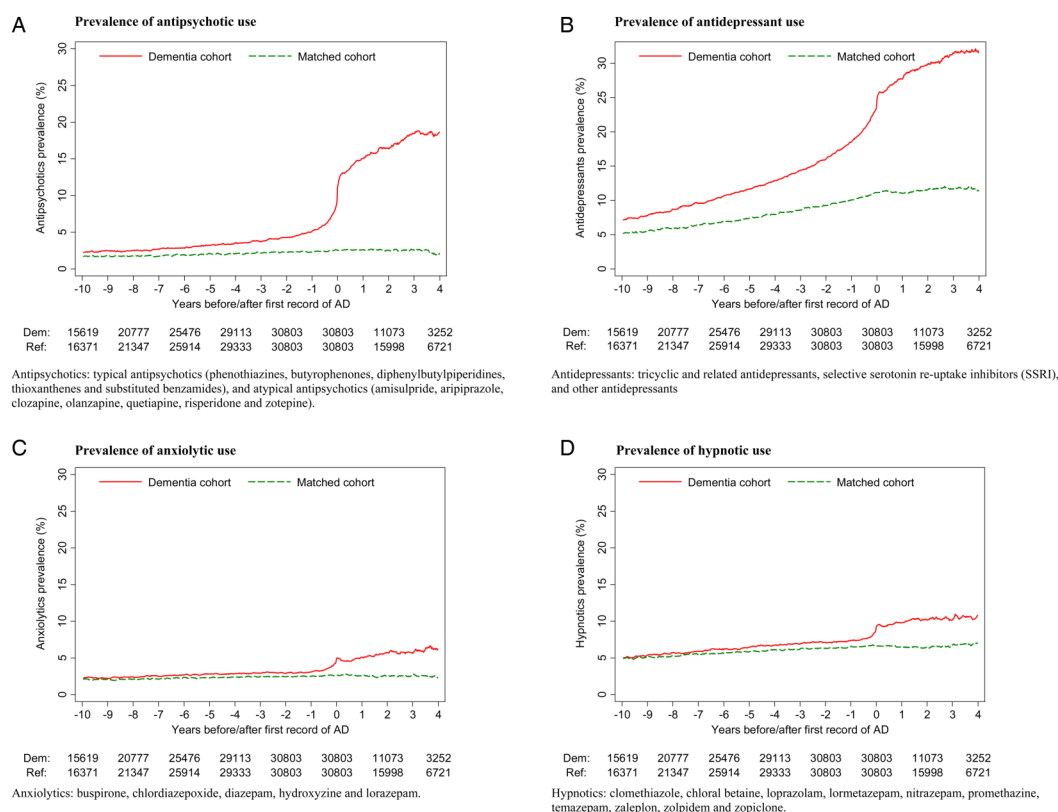 A
Prevalence of antipsychotic use
Dementia cohort Matched cohort
Antipsychotics prevalence (%)
30
25
20
15
10
5
0
-10 -9 -8 -7 -6 -5 -4 -3 -2 -1 0 1 2 3 4
Years before/after first record of AD
Dem: 15619 20777 25476 29113 30803 30803 11073 3252
Ref: 16371 21347 25914 29333 30803 30803 15998 6721
Antipsychotics: typical antipsychotics (phenothiazines, butyrophenones, diphenylbutylpiperidines,
thioxanthenes and substituted benzamides), and atypical antipsychotics (amisulpride, aripiprazole,
clozapine, olanzapine, quetiapine, risperidone and zotepine).
B
Prevalence of antidepressant use
Dementia cohort Matched cohort
Antidepressants prevalence (%)
30
25
20
15
10
5
0
-10 -9 -8 -7 -6 -5 -4 -3 -2 -1 0 1 2 3 4
Years before/after first record of AD
Dem: 15619 20777 25476 29113 30803 30803 11073 3252
Ref: 16371 21347 25914 29333 30803 30803 15998 6721
Antidepressants: tricyclic and related antidepressants, selective serotonin re-uptake inhibitors (SSRI),
and other antidepressants
C
Prevalence of anxiolytic use
Dementia cohort Matched cohort
Anxiolytics prevalence (%)
30
25
20
15
10
5
0
-10 -9 -8 -7 -6 -5 -4 -3 -2 -1 0 1 2 3 4
Years before/after first record of AD
Dem: 15619 20777 25476 29113 30803 30803 11073 3252
Ref: 16371 21347 25914 29333 30803 30803 15998 6721
Anxiolytics: buspirone, chlordiazepoxide, diazepam, hydroxyzine and lorazepam.
D
Prevalence of hypnotic use
Dementia cohort Matched cohort
Hypnotics prevalence (%)
30
25
20
15
10
5
0
-10 -9 -8 -7 -6 -5 -4 -3 -2 -1 0 1 2 3 4
Years before/after first record of AD
Dem: 15619 20777 25476 29113 30803 30803 11073 3252
Ref: 16371 21347 25914 29333 30803 30803 15998 6721
Hypnotics: clomethiazole, chloral betaine, loprazolam, lormetazepam, nitrazepam, promethazine,
temazepam, zaleplon, zolpidem and zopiclone.